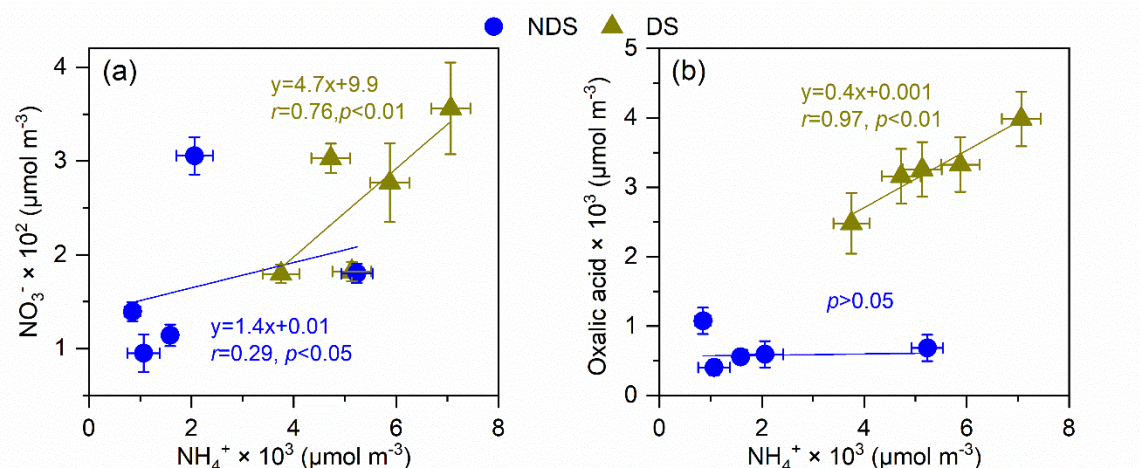 NDS DS
(a)
y=4.7x+9.9
r=0.76,p<0.01
y=1.4x+0.01
r=0.29, p<0.05
4
3
2
1
0 2 4 6 8
NO₃⁻ × 10² (µmol m⁻³)
NH₄⁺ × 10³ (µmol m⁻³)
(b)
y=0.4x+0.001
r=0.97, p<0.01
p>0.05
5
4
3
2
1
0
0 2 4 6 8
Oxalic acid × 10³ (µmol m⁻³)
NH₄⁺ × 10³ (µmol m⁻³)